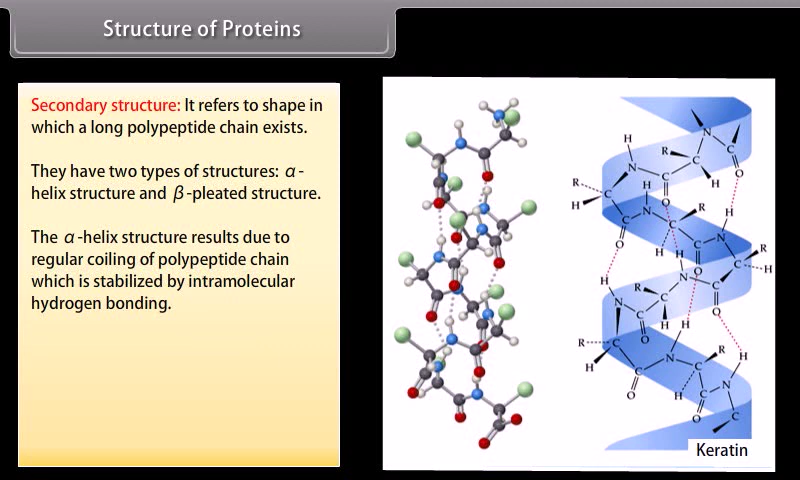 Structure of Proteins
Secondary structure: It refers to shape in
which a long polypeptide chain exists.
They have two types of structures: α-
helix structure and β-pleated structure.
The α-helix structure results due to
regular coiling of polypeptide chain
which is stabilized by intramolecular
hydrogen bonding.
Keratin